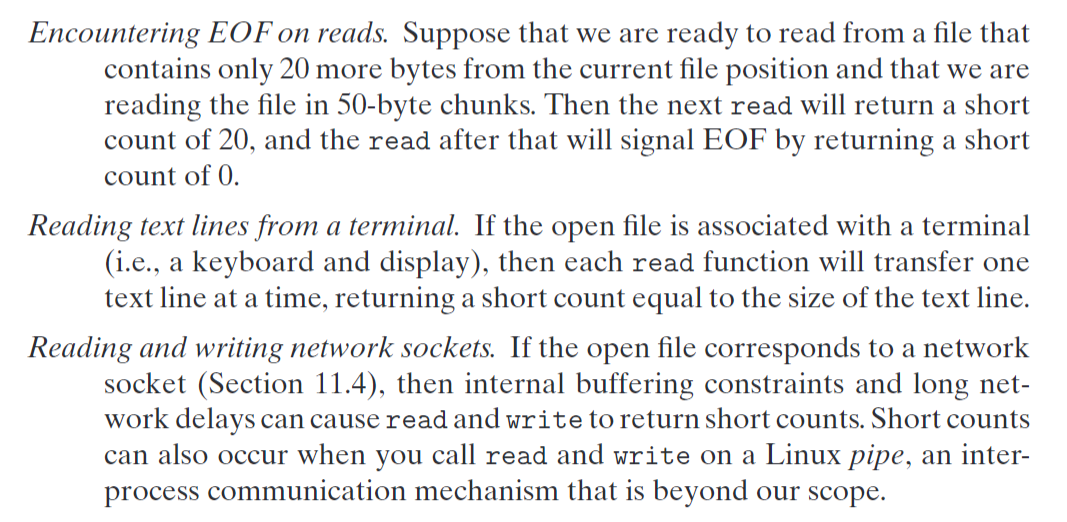 Encountering EOF on reads. Suppose that we are ready to read from a file that
contains only 20 more bytes from the current file position and that we are
reading the file in 50-byte chunks. Then the next read will return a short
count of 20, and the read after that will signal EOF by returning a short
count of 0.
Reading text lines from a terminal. If the open file is associated with a terminal
(i.e., a keyboard and display), then each read function will transfer one
text line at a time, returning a short count equal to the size of the text line.
Reading and writing network sockets. If the open file corresponds to a network
socket (Section 11.4), then internal buffering constraints and long net-
work delays can cause read and write to return short counts. Short counts
can also occur when you call read and write on a Linux pipe, an inter-
process communication mechanism that is beyond our scope.